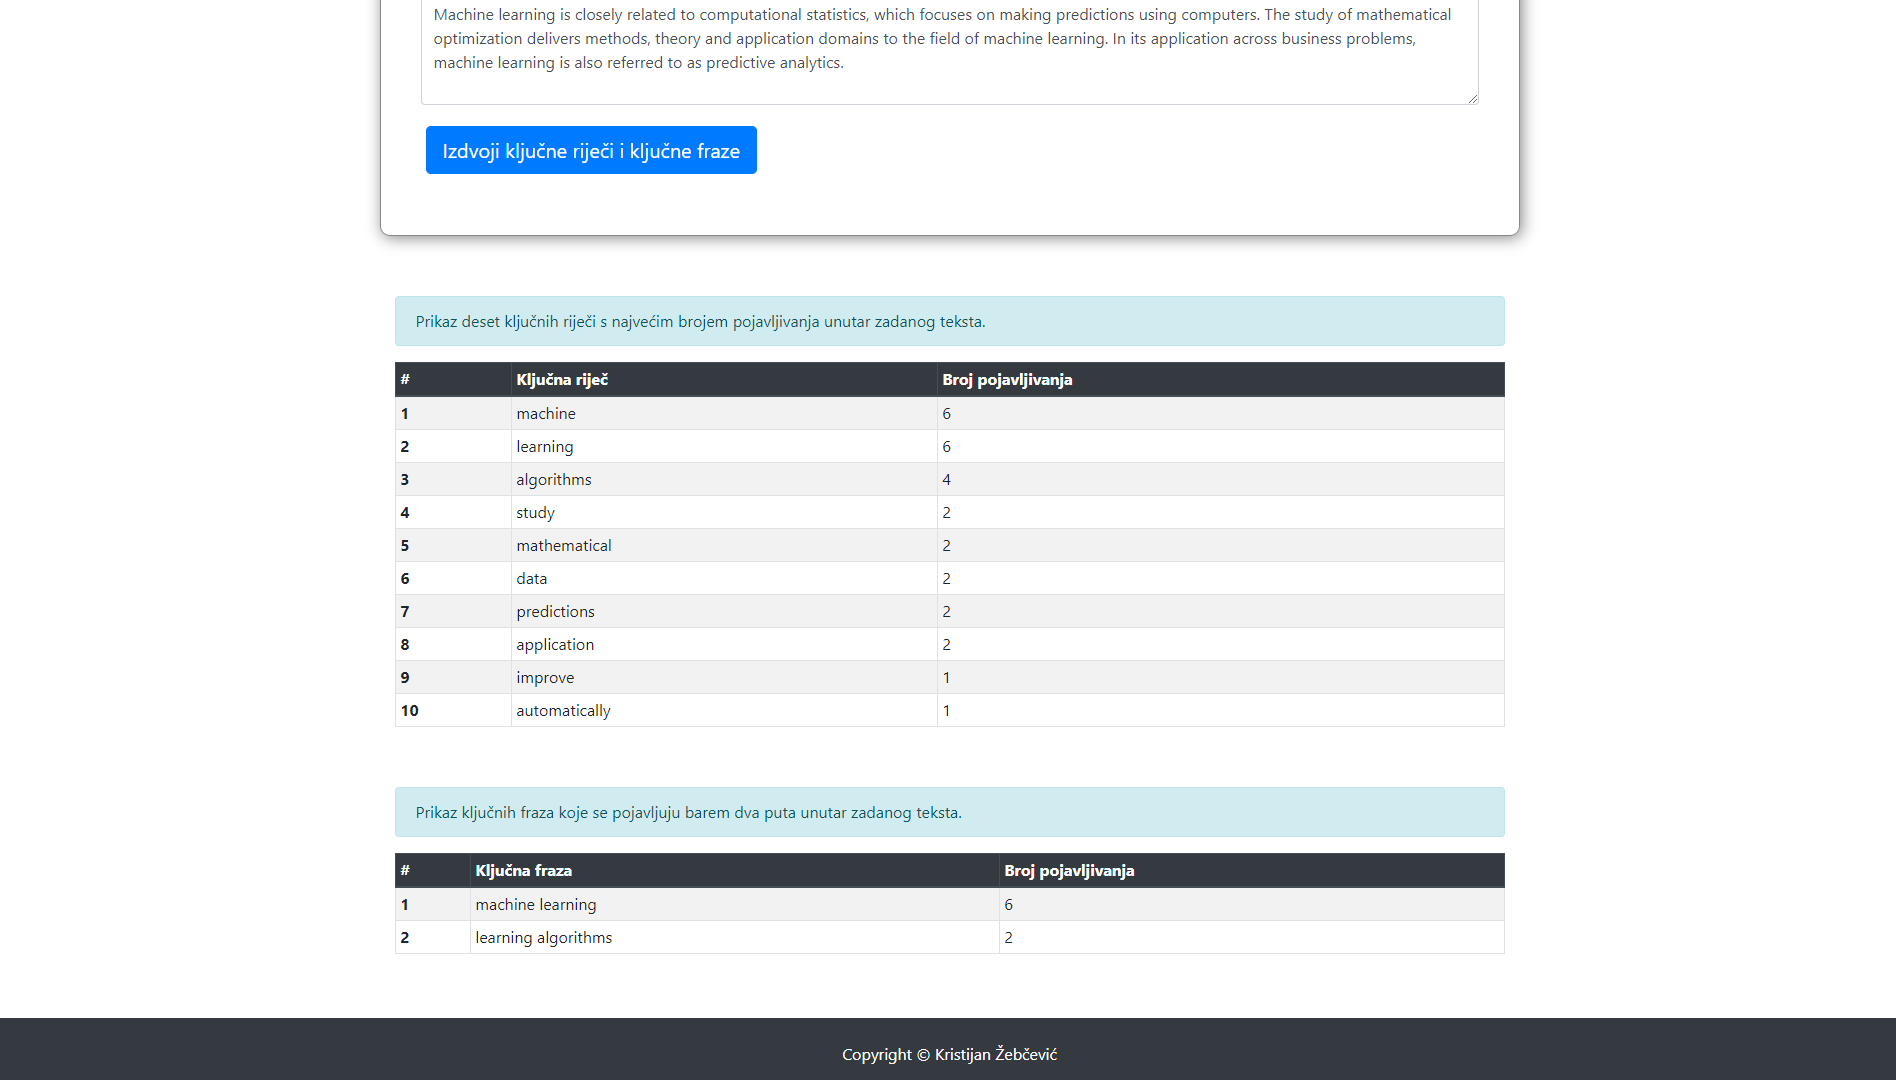 Machine learning is closely related to computational statistics, which focuses on making predictions using computers. The study of mathematical
optimization delivers methods, theory and application domains to the field of machine learning. In its application across business problems,
machine learning is also referred to as predictive analytics.
Izdvoji ključne riječi i ključne fraze
Prikaz deset ključnih riječi s najvećim brojem pojavljivanja unutar zadanog teksta.
# Ključna riječ Broj pojavljivanja
1 machine 6
2 learning 6
3 algorithms 4
4 study 2
5 mathematical 2
6 data 2
7 predictions 2
8 application 2
9 improve 1
10 automatically 1
Prikaz ključnih fraza koje se pojavljuju barem dva puta unutar zadanog teksta.
# Ključna fraza Broj pojavljivanja
1 machine learning 6
2 learning algorithms 2
Copyright © Kristijan Žebčević